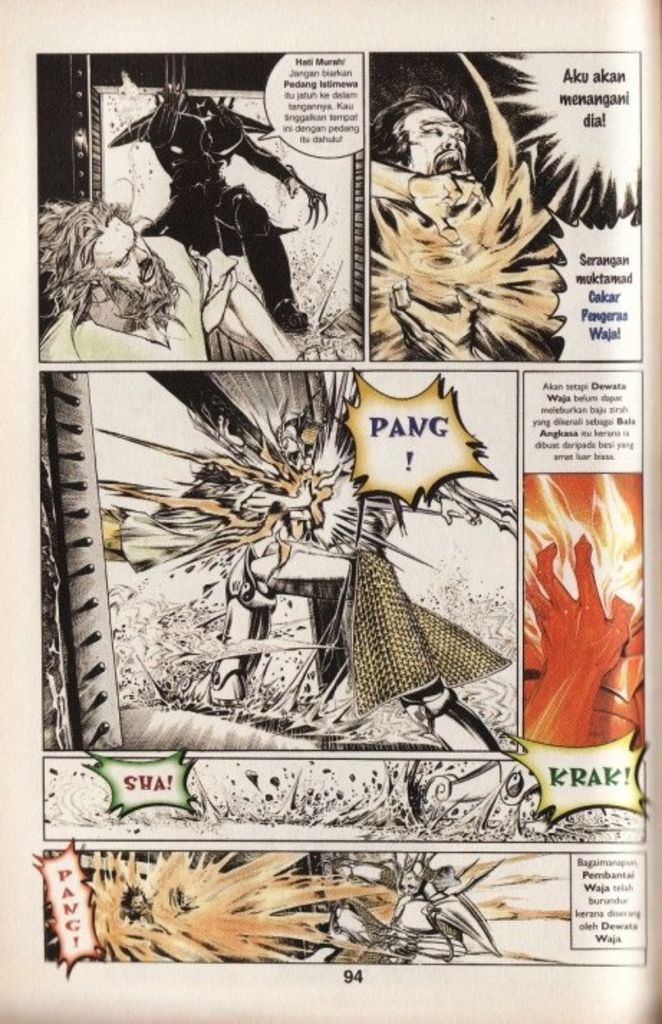 Hati Murah!
Jangan biarkan
Pedang Istimewa
itu jatuh ke dalam
tangannya. Kau
tinggalkan tempat
ini dengan pedang
itu dahulu!
Aku akan
menangani
dia!
Serangan
muktamad
Cakar
Pengeras
Waja!
PANG
!
Akan tetapi Dewata
Waja belum dapat
meleburkan baju zirah
yang dikenali sebagai Bala
Angkasa itu kerana ia
dibuat daripada besi yang
amat luar biasa.
SHA!
KRAK!
PANG!
Bagaimanapun,
Pembantai
Waja telah
berundur
kerana diserang
oleh Dewata
Waja.
94